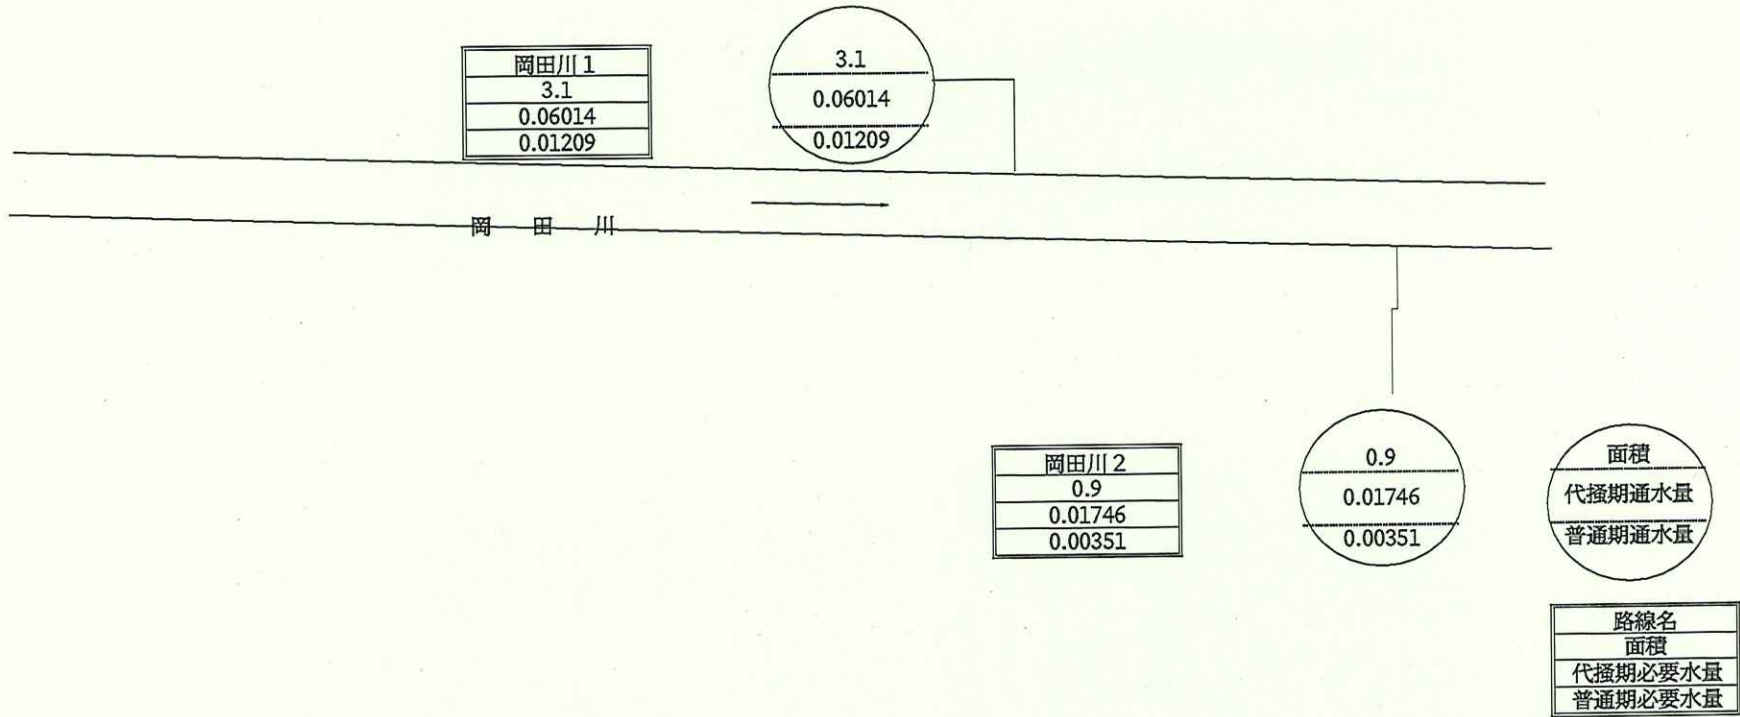 岡田川1
3.1
0.06014
0.01209
3.1
0.06014
0.01209
岡 田 川
岡田川2
0.9
0.01746
0.00351
0.9
0.01746
0.00351
面積
代掻期通水量
普通期通水量
路線名
面積
代掻期必要水量
普通期必要水量